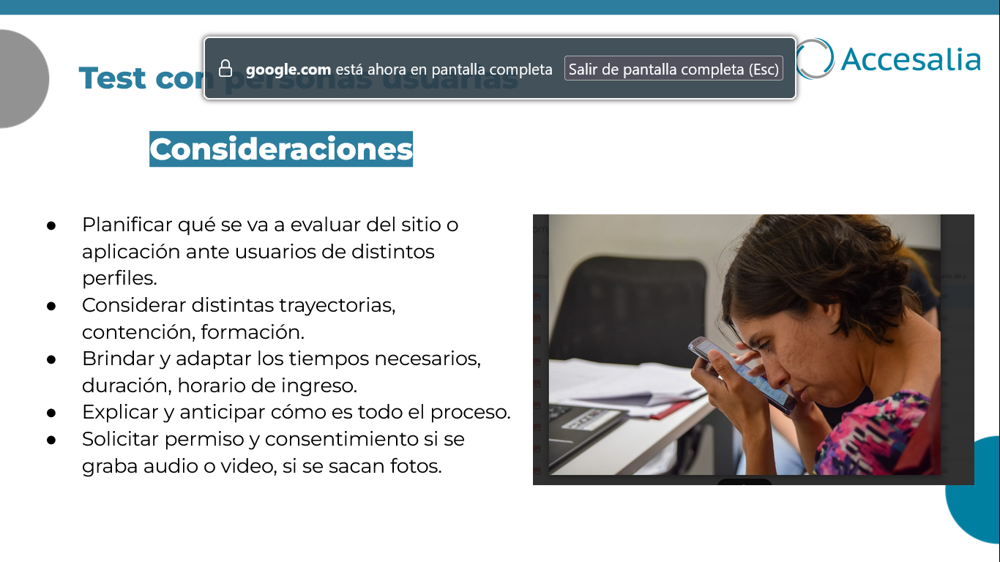 google.com está ahora en pantalla completa
Salir de pantalla completa (Esc)
Accesalia
Test con personas usuarias
Consideraciones
● Planificar qué se va a evaluar del sitio o
aplicación ante usuarios de distintos
perfiles.
● Considerar distintas trayectorias,
contención, formación.
● Brindar y adaptar los tiempos necesarios,
duración, horario de ingreso.
● Explicar y anticipar cómo es todo el proceso.
● Solicitar permiso y consentimiento si se
graba audio o video, si se sacan fotos.